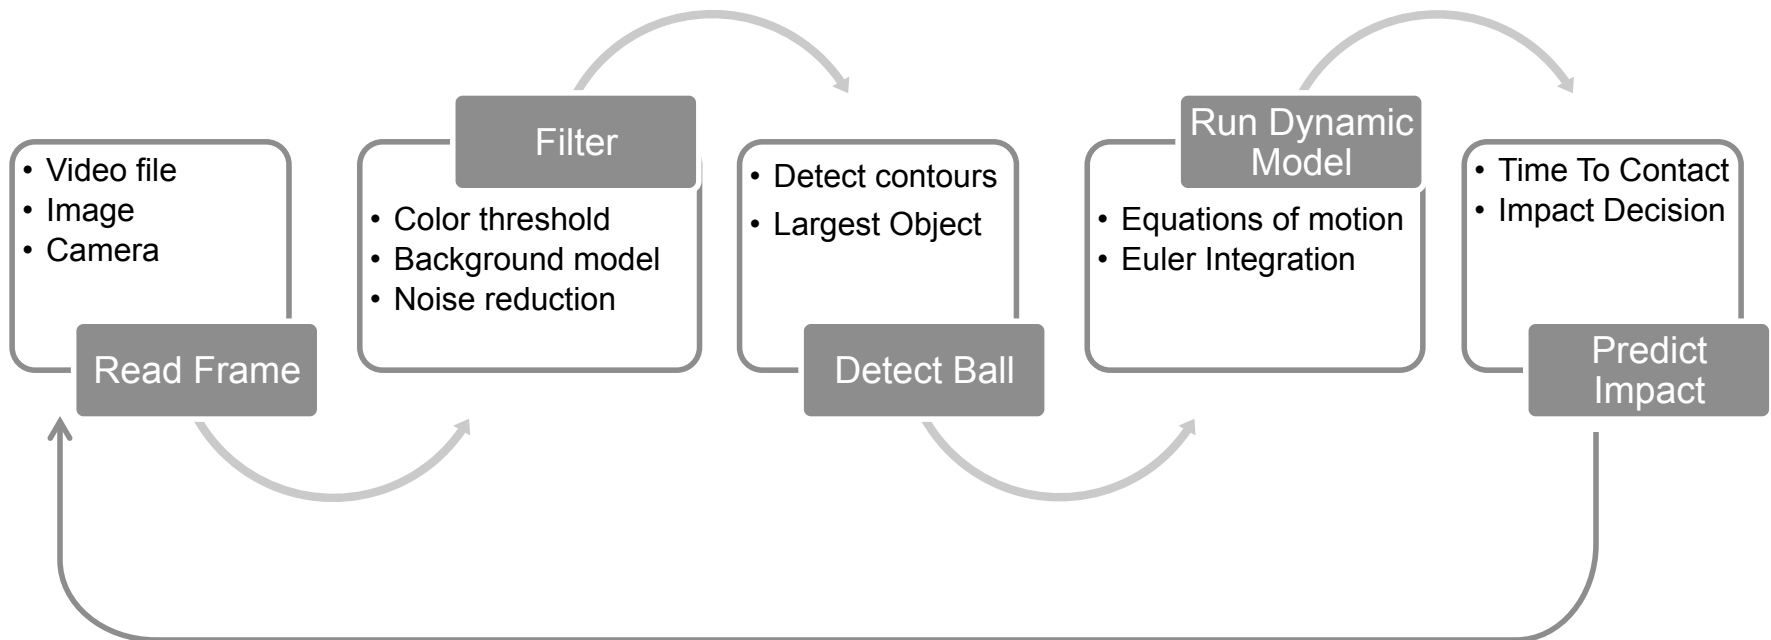 • Video file
• Image
• Camera
Read Frame
Filter
• Color threshold
• Background model
• Noise reduction
• Detect contours
• Largest Object
Detect Ball
Run Dynamic
Model
• Equations of motion
• Euler Integration
• Time To Contact
• Impact Decision
Predict
Impact